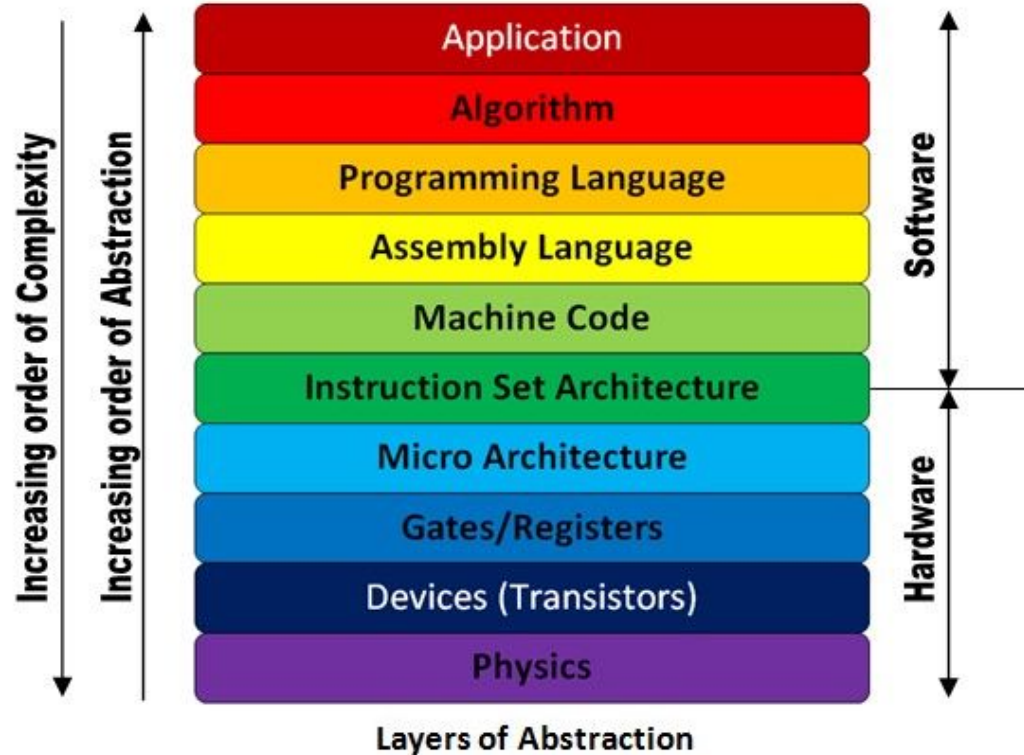 Application
Algorithm
Programming Language
Assembly Language
Machine Code
Instruction Set Architecture
Micro Architecture
Gates/Registers
Devices (Transistors)
Physics
Increasing order of Complexity
Increasing order of Abstraction
Software
Hardware
Layers of Abstraction